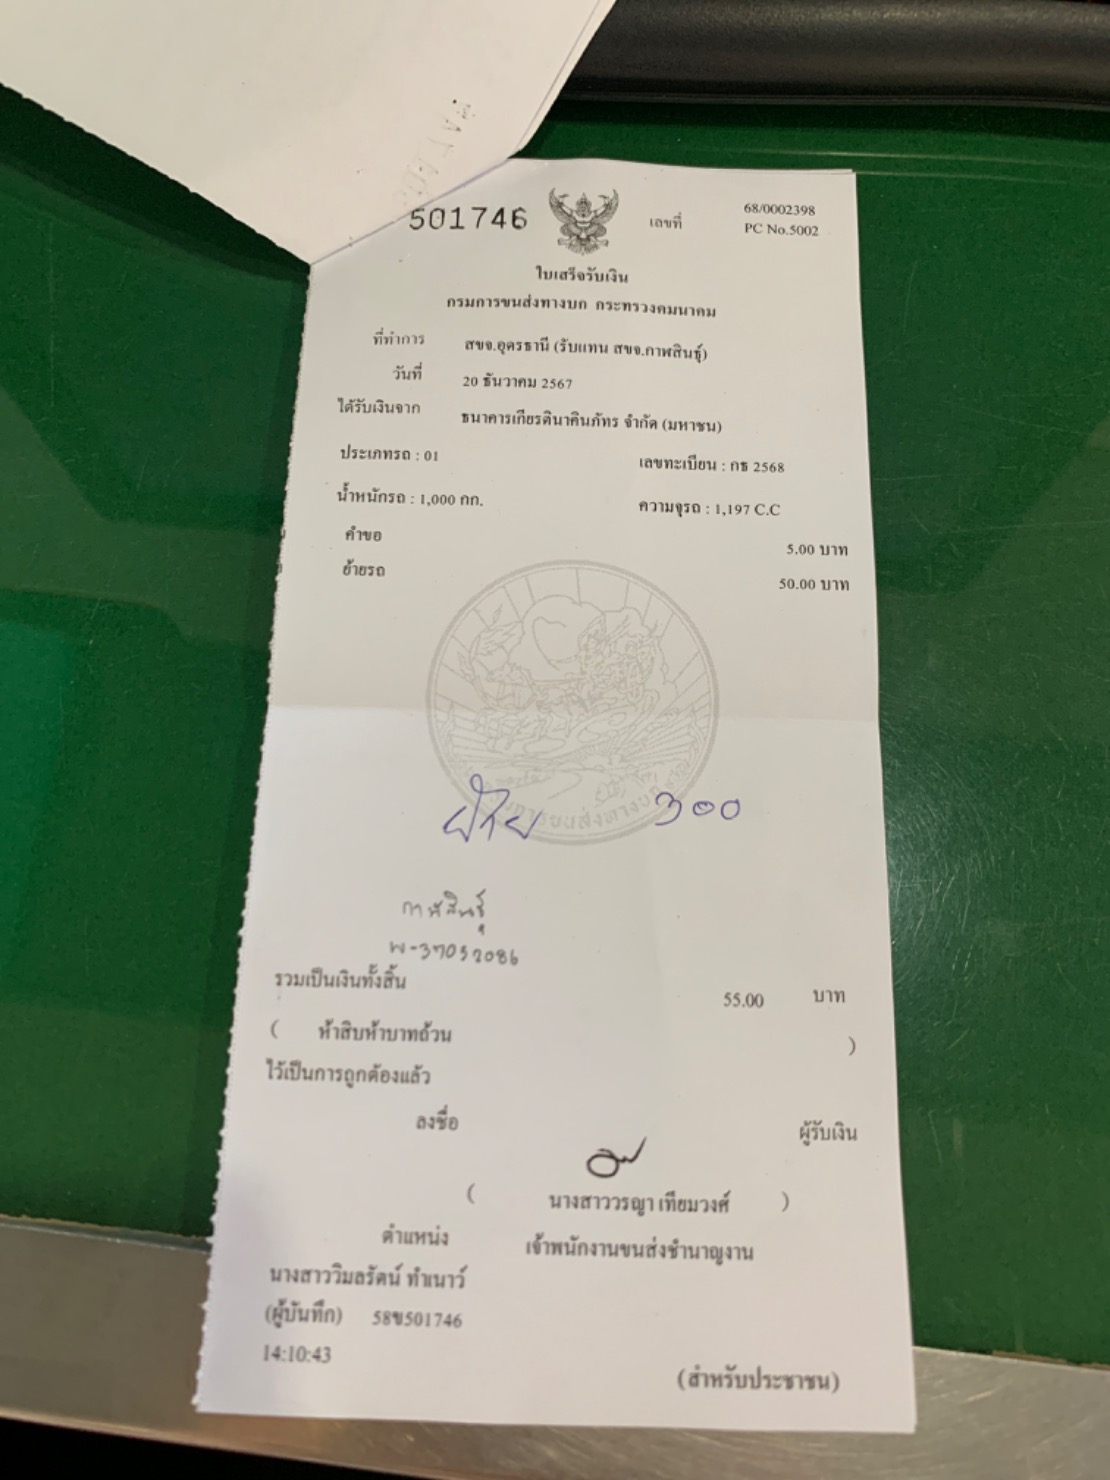 501746
เลขที่ 68/0002398
PC No.5002
ใบเสร็จรับเงิน
กรมการขนส่งทางบก กระทรวงคมนาคม
ที่ทำการ สขจ.อุดรธานี (รับแทน สขจ.กาฬสินธุ์)
วันที่ 20 ธันวาคม 2567
ได้รับเงินจาก ธนาคารเกียรตินาคินภัทร จำกัด (มหาชน)
ประเภทรถ : 01 เลขทะเบียน : กธ 2568
น้ำหนักรถ : 1,000 กก. ความจุรถ : 1,197 C.C
คำขอ 5.00 บาท
ย้ายรถ 50.00 บาท
ป้าย 300
กาฬสินธุ์
พ-37052086
รวมเป็นเงินทั้งสิ้น 55.00 บาท
( ห้าสิบห้าบาทถ้วน )
ไว้เป็นการถูกต้องแล้ว
ลงชื่อ ผู้รับเงิน
( นางสาววรญา เทียมวงศ์ )
ตำแหน่ง เจ้าพนักงานขนส่งชำนาญงาน
นางสาววิมลรัตน์ ทำเนาว์
(ผู้บันทึก) 58ข501746
14:10:43
(สำหรับประชาชน)